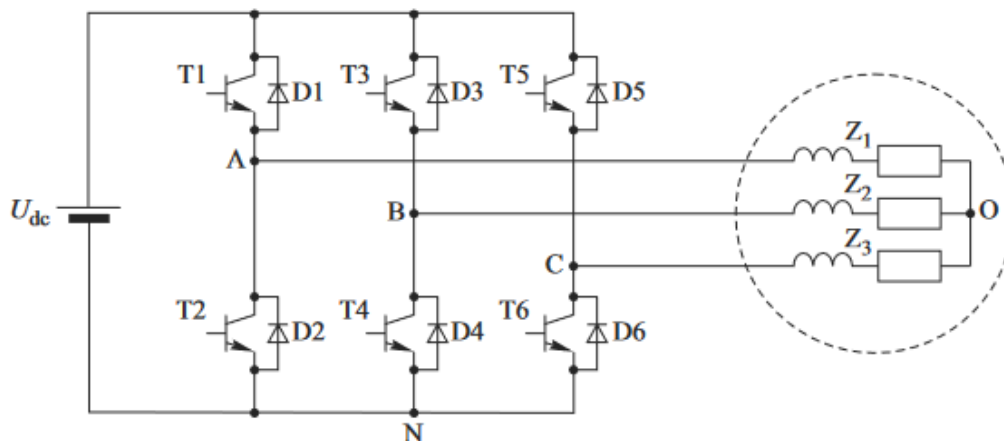 T1 D1 T3 D3 T5 D5
Z1
A
Z2
Udc B O
Z3
C
T2 D2 T4 D4 T6 D6
N